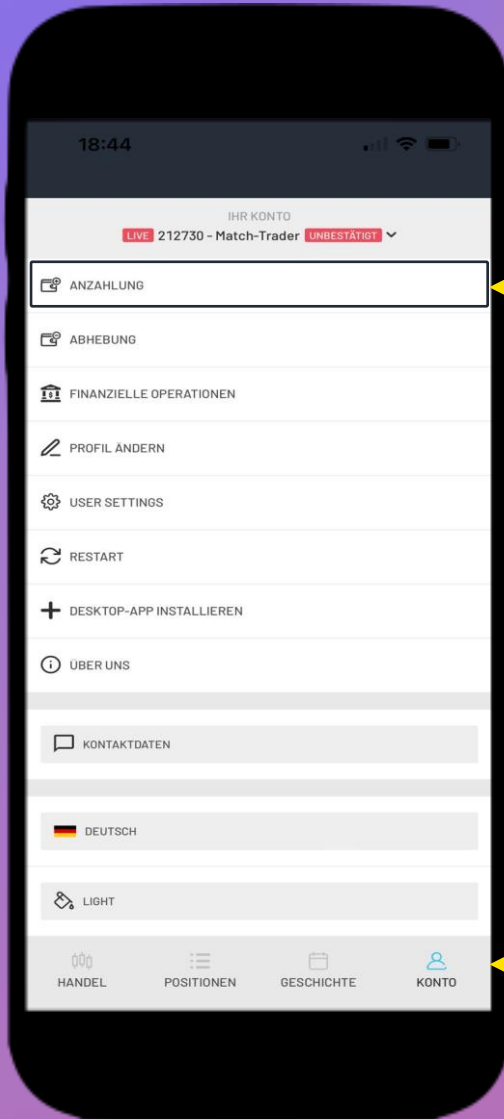 18:44
IHR KONTO
LIVE 212730 - Match-Trader UNBESTÄTIGT
ANZAHLUNG
ABHEBUNG
FINANZIELLE OPERATIONEN
PROFIL ÄNDERN
USER SETTINGS
RESTART
DESKTOP-APP INSTALLIEREN
ÜBER UNS
KONTAKTDATEN
DEUTSCH
LIGHT
HANDEL POSITIONEN GESCHICHTE KONTO